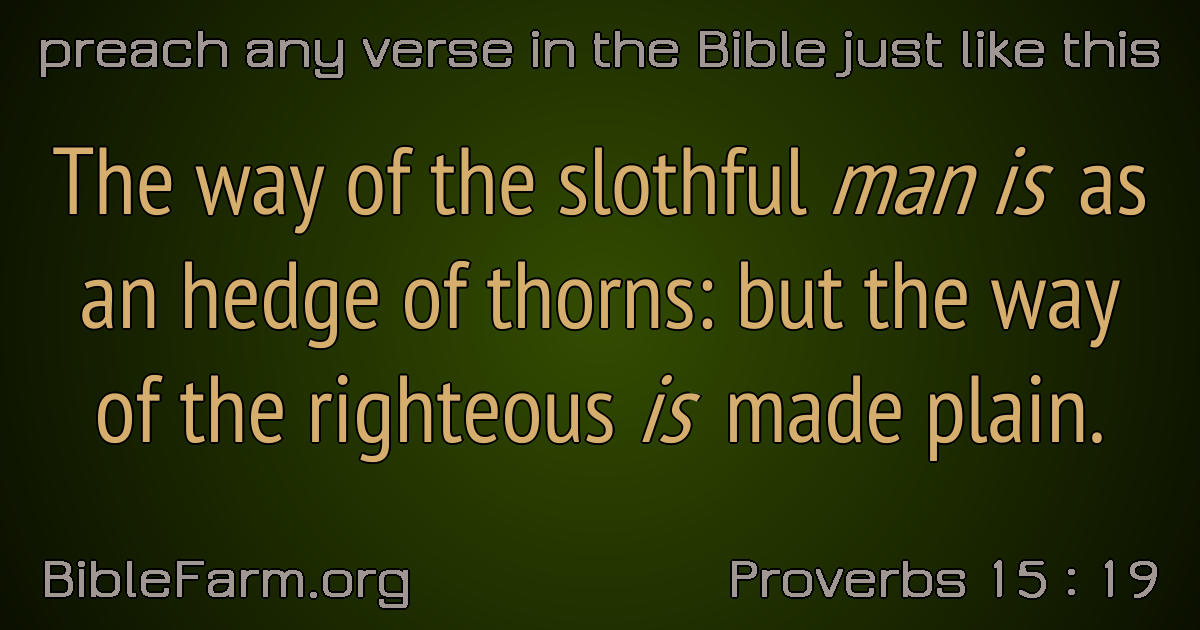 preach any verse in the Bible just like this
The way of the slothful man is as
an hedge of thorns: but the way
of the righteous is made plain.
BibleFarm.org
Proverbs 15 : 19